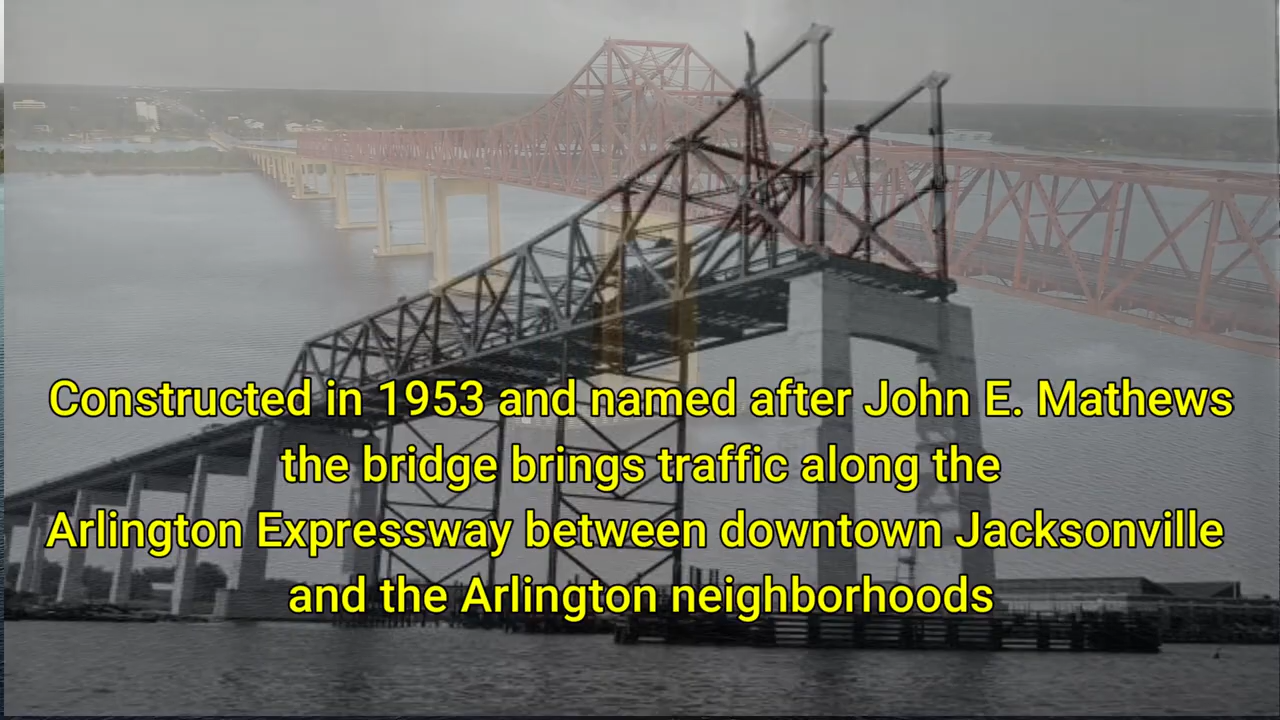 Constructed in 1953 and named after John E. Mathews
the bridge brings traffic along the
Arlington Expressway between downtown Jacksonville
and the Arlington neighborhoods